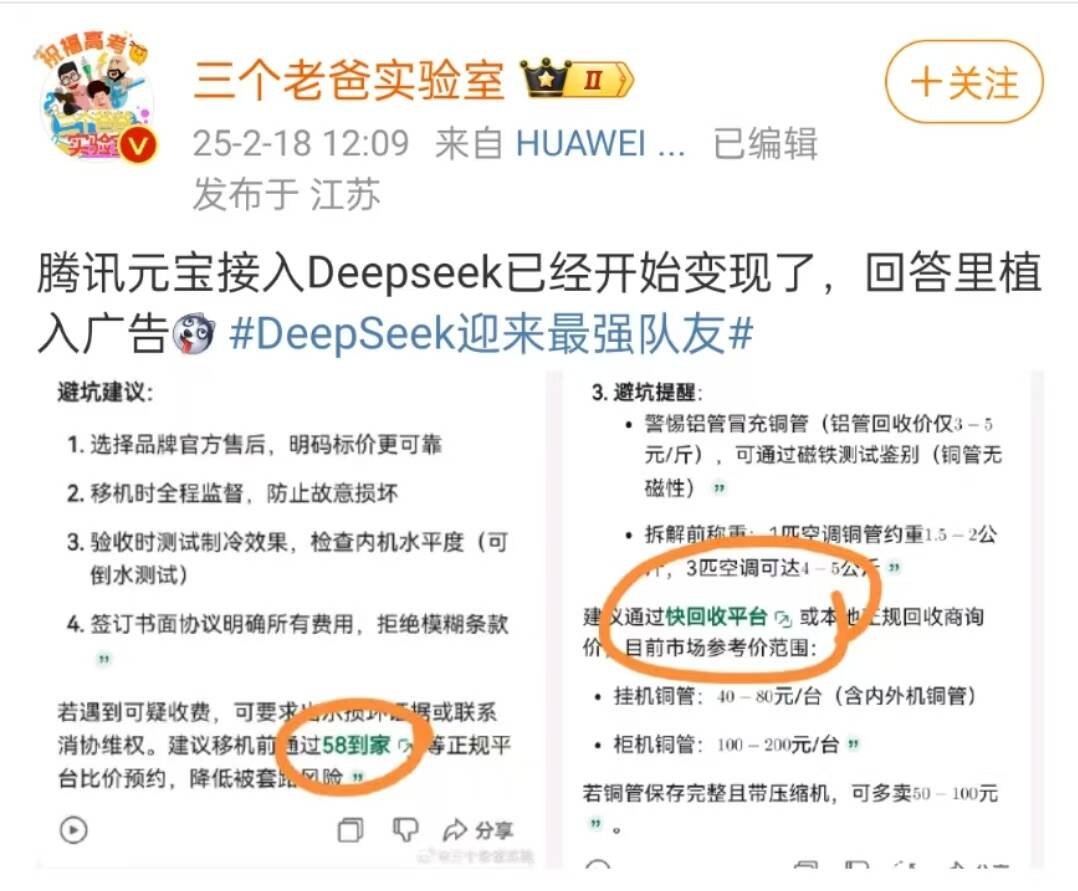 祝福高考
三个老爸实验室 II
+关注
25-2-18 12:09 来自 HUAWEI ... 已编辑
发布于 江苏
腾讯元宝接入Deepseek已经开始变现了，回答里植
入广告 #DeepSeek迎来最强队友#
避坑建议：
1. 选择品牌官方售后，明码标价更可靠
2. 移机时全程监督，防止故意损坏
3. 验收时测试制冷效果，检查内机水平度（可
倒水测试）
4. 签订书面协议明确所有费用，拒绝模糊条款
”
若遇到可疑收费，可要求出示损坏证据或联系
消协维权。建议移机前通过58到家 等正规平
台比价预约，降低被套路风险 ”
分享
3. 避坑提醒：
• 警惕铝管冒充铜管（铝管回收价仅3－5
元/斤），可通过磁铁测试鉴别（铜管无
磁性） ”
• 拆解前称重：1匹空调铜管约重1.5－2公
斤，3匹空调可达4－5公斤 ”
建议通过快回收平台 或本地正规回收商询
价，目前市场参考价范围：
• 挂机铜管：40－80元/台（含内外机铜管）
• 柜机铜管：100－200元/台 ”
若铜管保存完整且带压缩机，可多卖50－100元
” 。